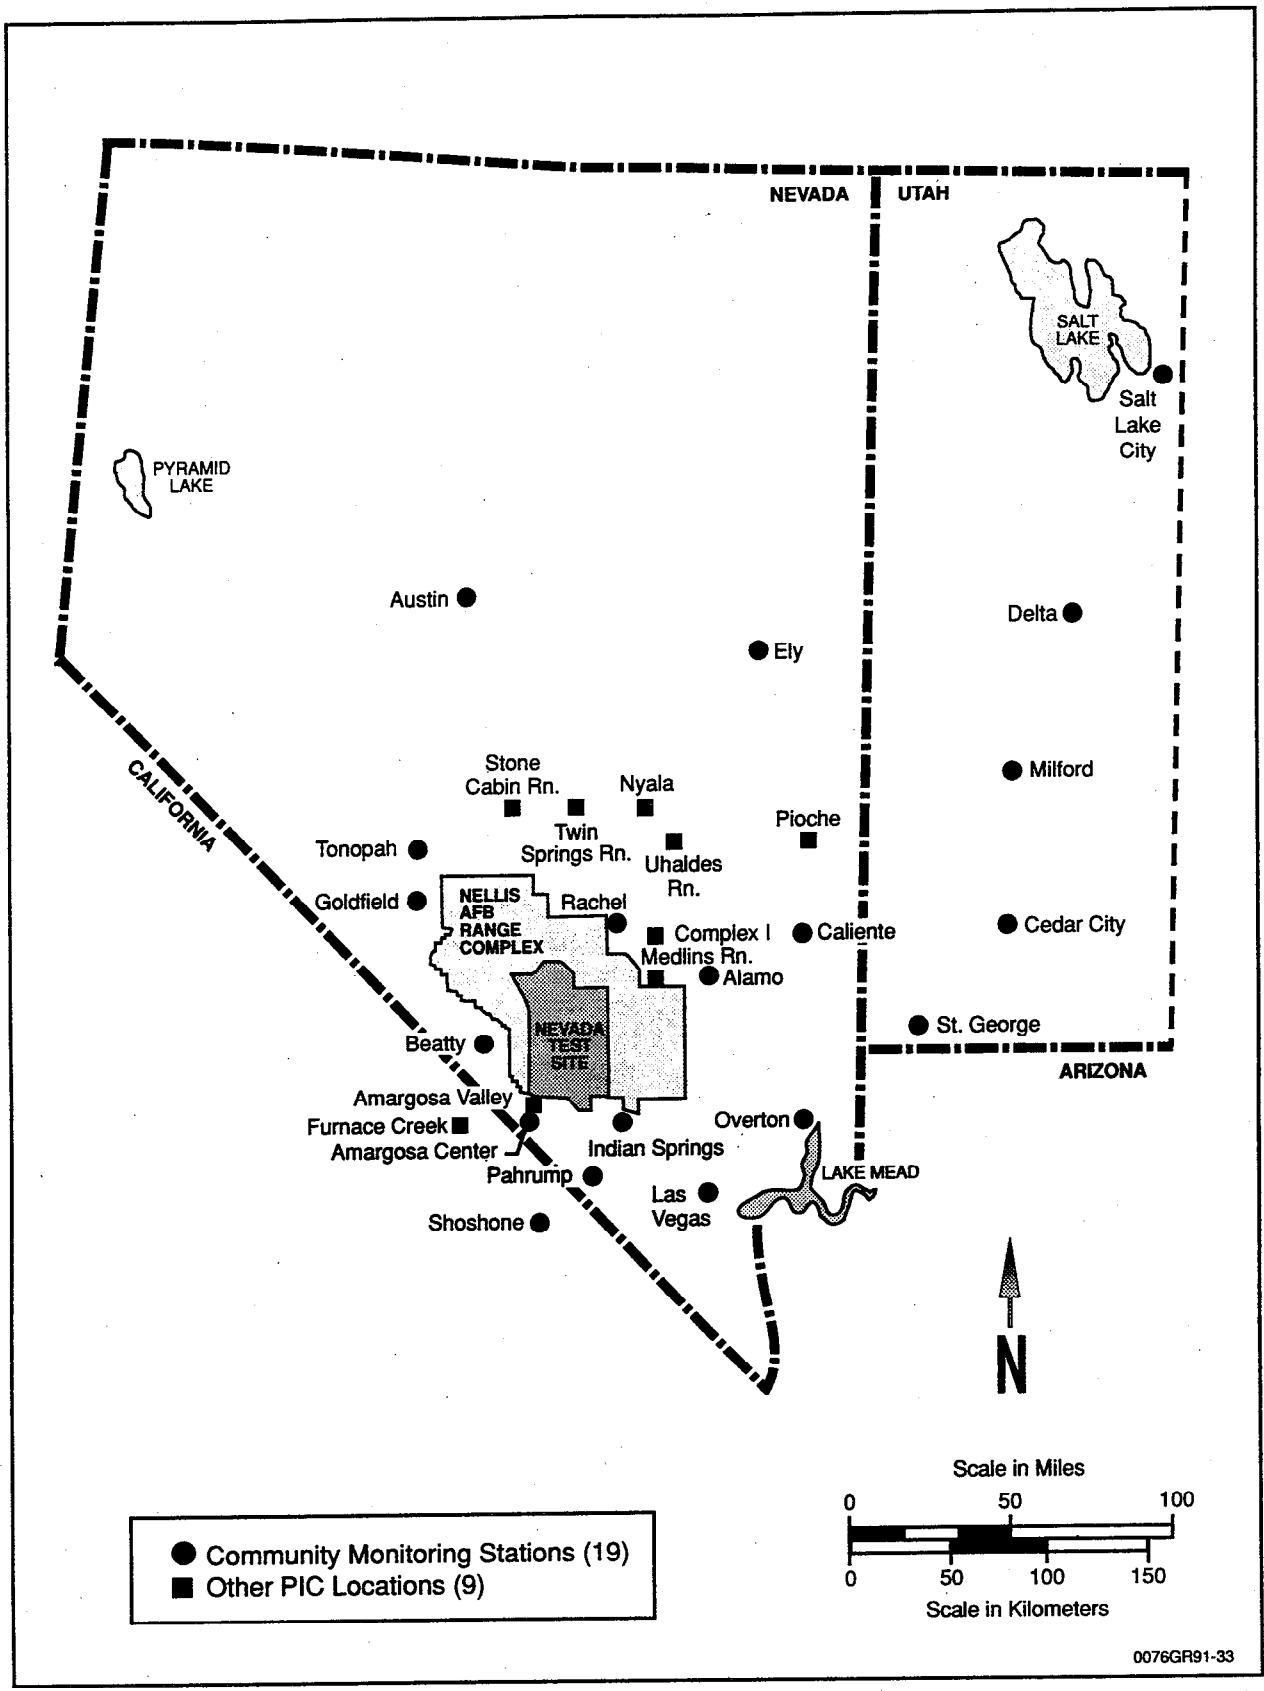 NEVADA
UTAH
SALT
LAKE
Salt
Lake
City
PYRAMID
LAKE
Austin
Delta
Ely
CALIFORNIA
Stone
Cabin Rn.
Nyala
Milford
Twin
Springs Rn.
Pioche
Tonopah
Uhaldes
Rn.
Goldfield
NELLIS
AFB
RANGE
COMPLEX
Rachel
Complex I
Caliente
Cedar City
Medlins Rn.
Alamo
NEVADA
TEST
SITE
St. George
Beatty
ARIZONA
Amargosa Valley
Furnace Creek
Overton
Amargosa Center
Indian Springs
Pahrump
LAKE MEAD
Las
Vegas
Shoshone
N
Scale in Miles
0 50 100
0 50 100 150
Scale in Kilometers
Community Monitoring Stations (19)
Other PIC Locations (9)
0076GR91-33